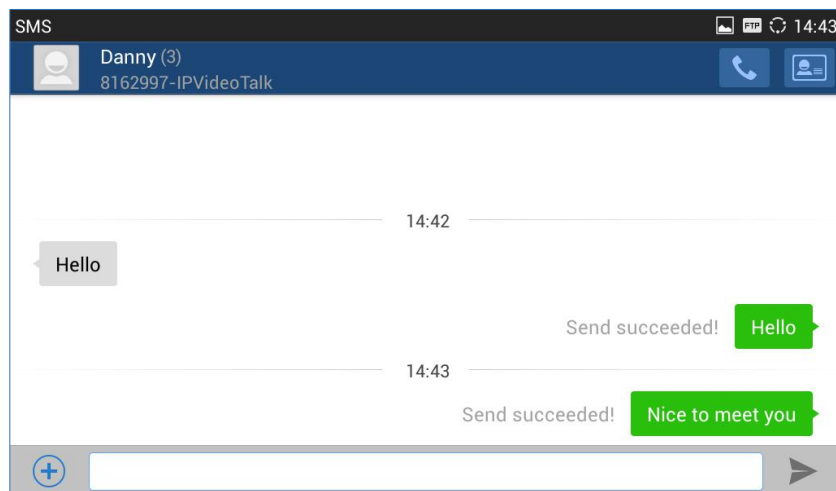 SMS
FTP 14:43
Danny (3)
8162997-IPVideoTalk
14:42
Hello
Send succeeded! Hello
14:43
Send succeeded! Nice to meet you